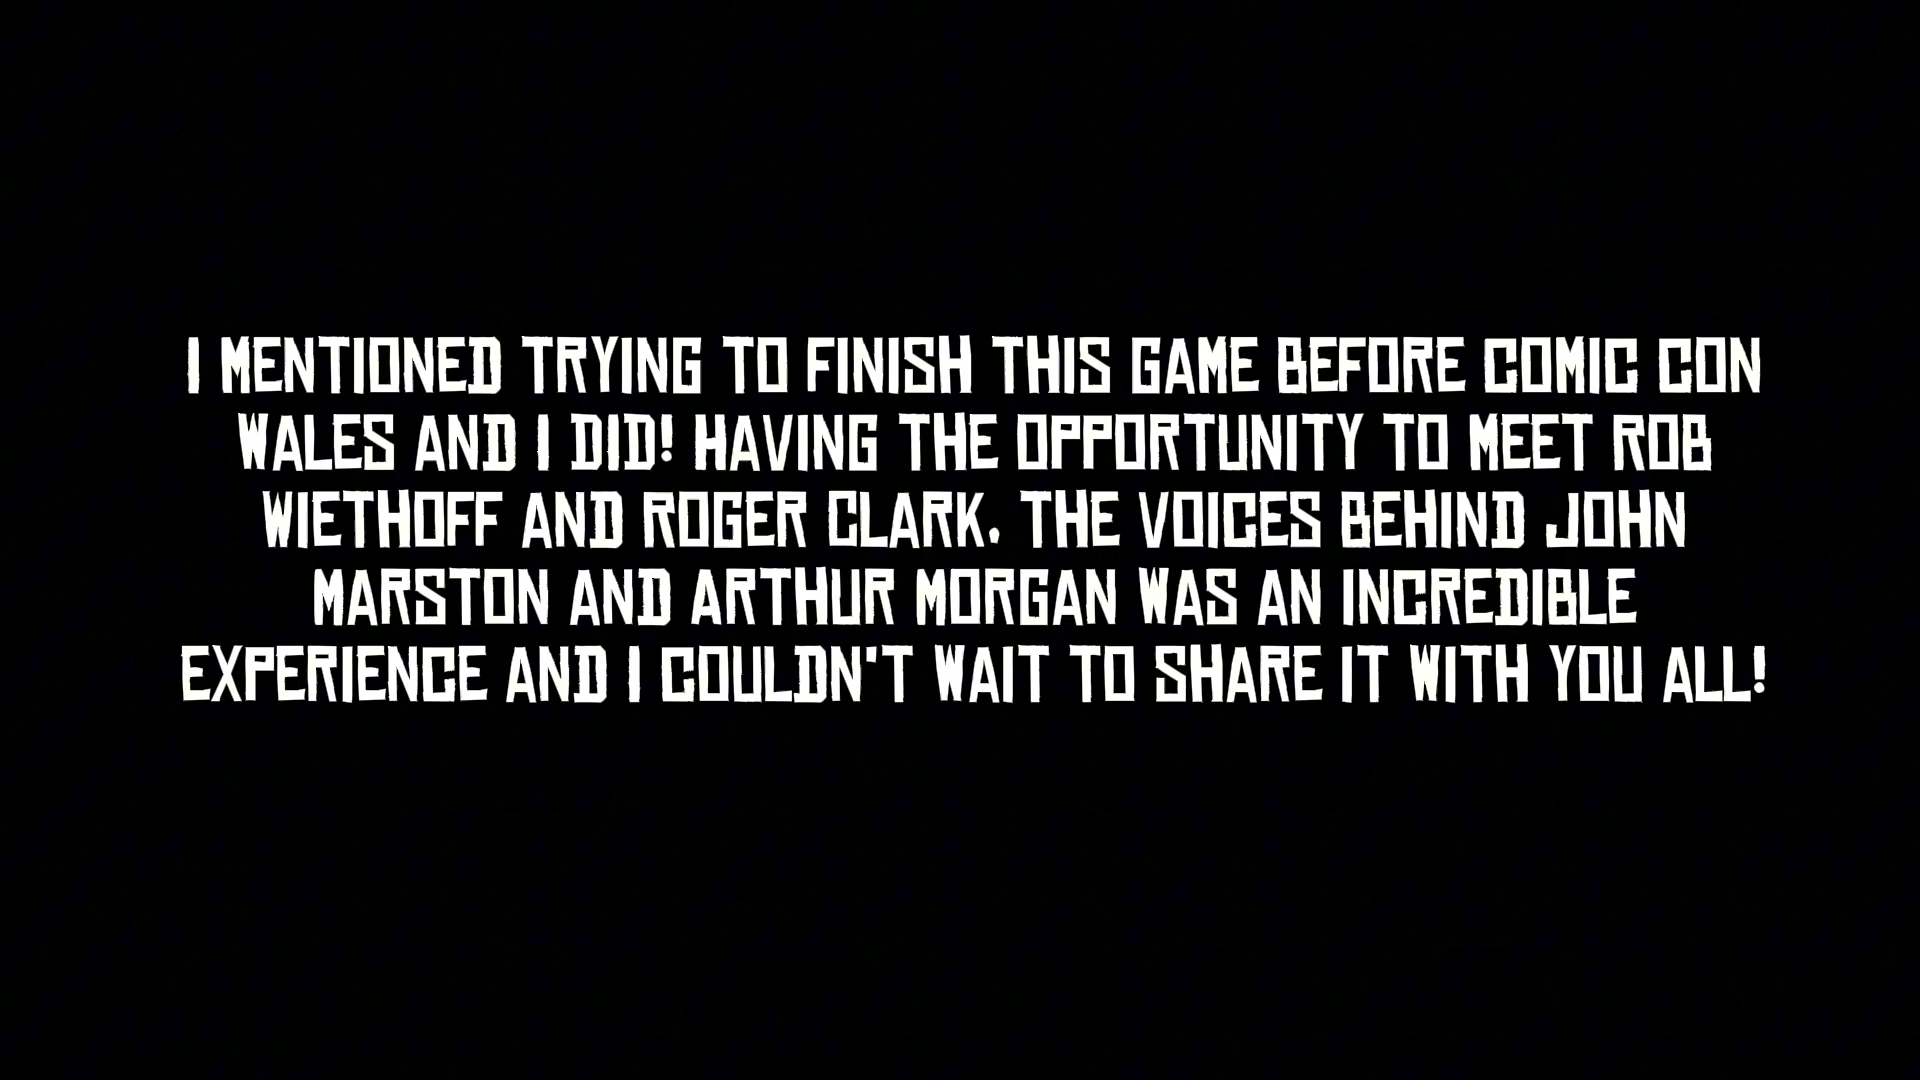 I MENTIONED TRYING TO FINISH THIS GAME BEFORE COMIC CON
WALES AND I DID! HAVING THE OPPORTUNITY TO MEET ROB
WIETHOFF AND ROGER CLARK. THE VOICES BEHIND JOHN
MARSTON AND ARTHUR MORGAN WAS AN INCREDIBLE
EXPERIENCE AND I COULDN'T WAIT TO SHARE IT WITH YOU ALL!